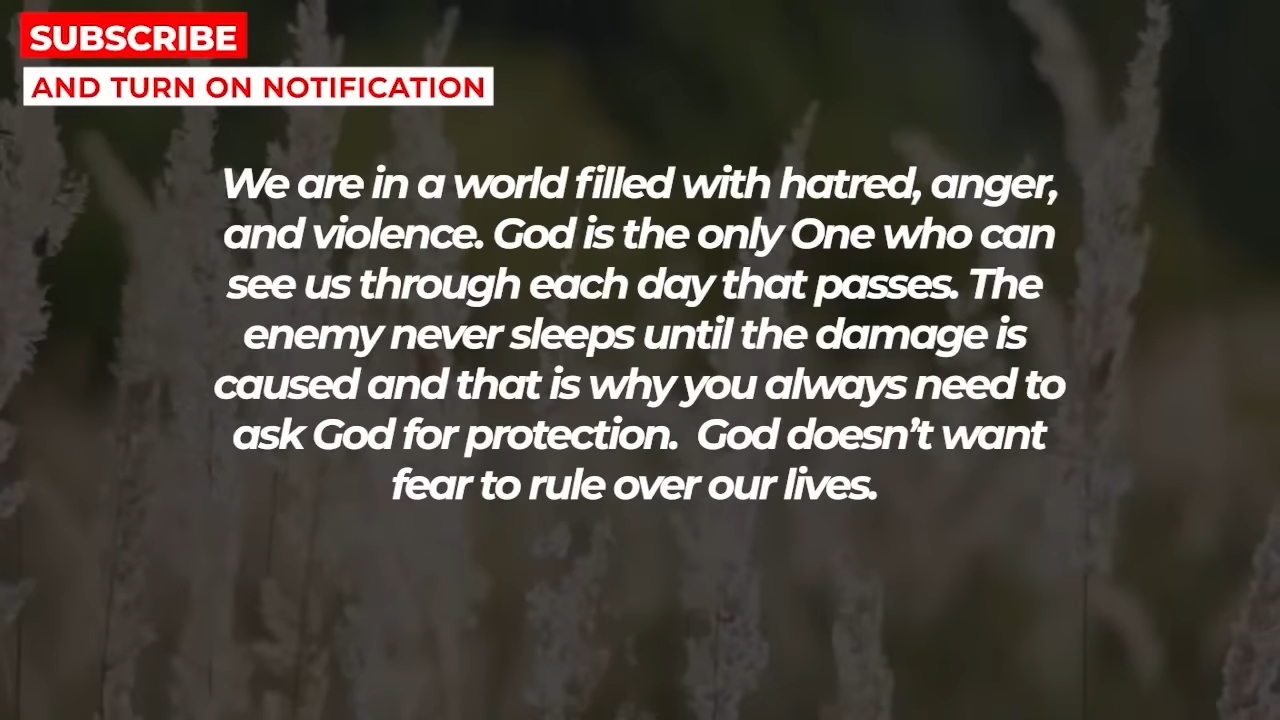 SUBSCRIBE
AND TURN ON NOTIFICATION
We are in a world filled with hatred, anger,
and violence. God is the only One who can
see us through each day that passes. The
enemy never sleeps until the damage is
caused and that is why you always need to
ask God for protection.  God doesn’t want
fear to rule over our lives.